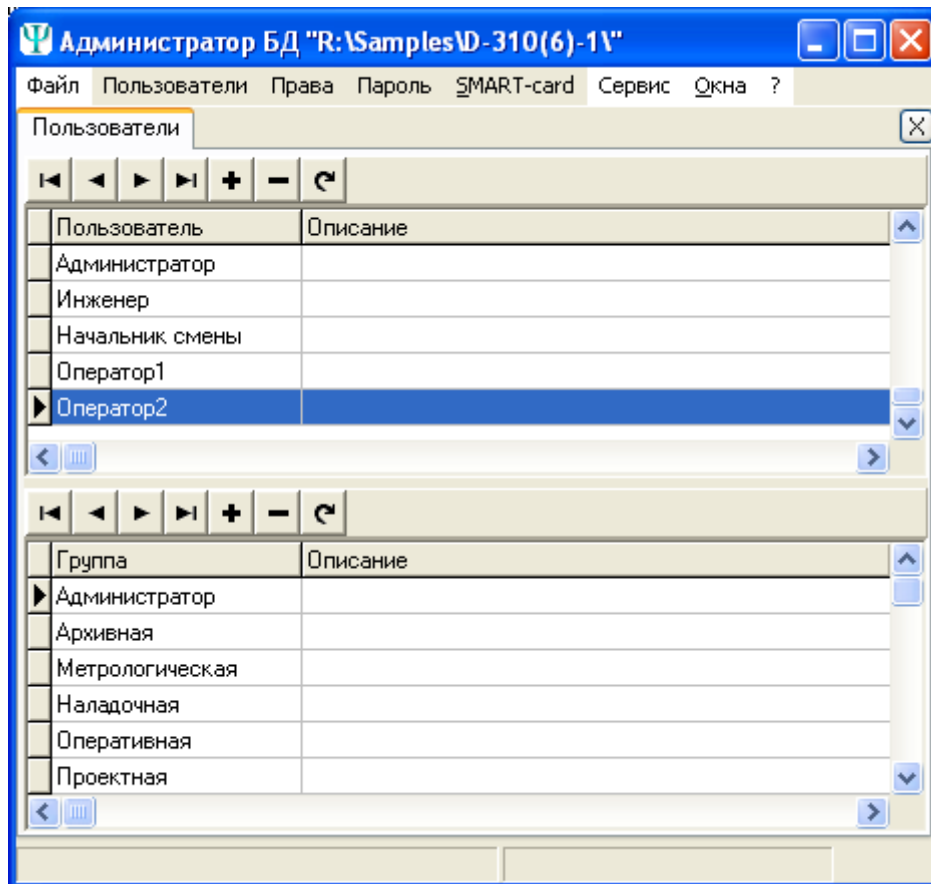 Администратор БД "R:\Samples\D-310(6)-1\"
Файл Пользователи Права Пароль SMART-card Сервис Окна ?
Пользователи
Пользователь Описание
Администратор
Инженер
Начальник смены
Оператор1
Оператор2
Группа Описание
Администратор
Архивная
Метрологическая
Наладочная
Оперативная
Проектная